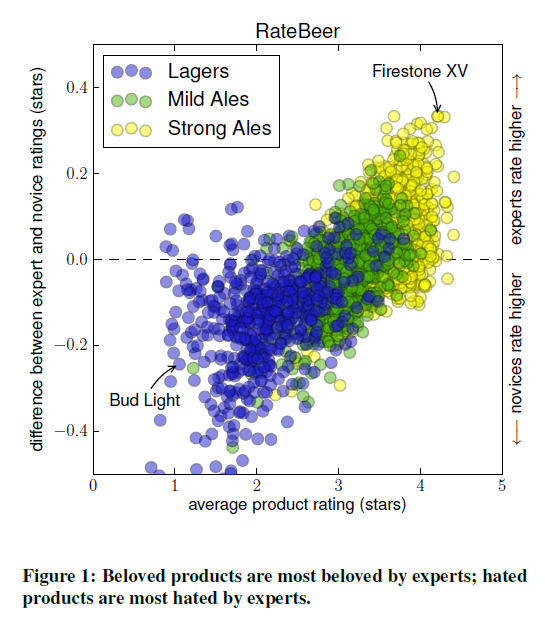 RateBeer
difference between expert and novice ratings (stars)
0.4
0.2
0.0
−0.2
−0.4
Lagers
Mild Ales
Strong Ales
Firestone XV
Bud Light
experts rate higher →
← novices rate higher
0 1 2 3 4 5
average product rating (stars)
Figure 1: Beloved products are most beloved by experts; hated
products are most hated by experts.